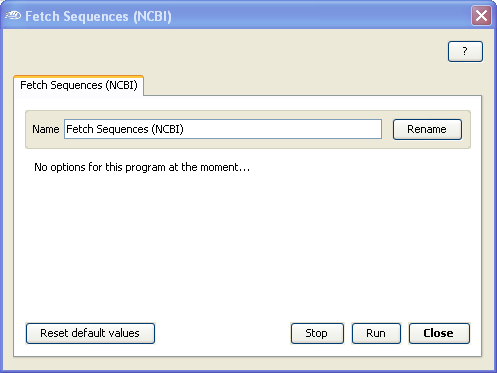 Fetch Sequences (NCBI)
?
Fetch Sequences (NCBI)
Name Fetch Sequences (NCBI) Rename
No options for this program at the moment...
Reset default values Stop Run Close